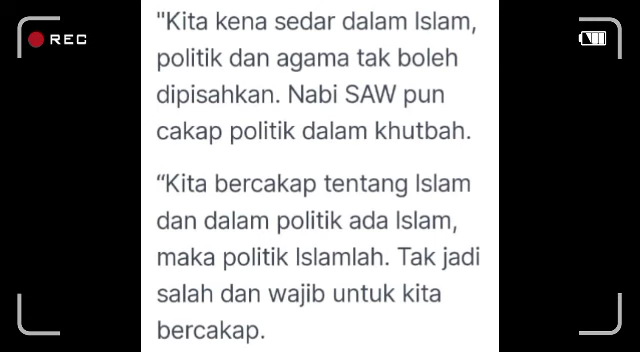 REC
"Kita kena sedar dalam Islam,
politik dan agama tak boleh
dipisahkan. Nabi SAW pun
cakap politik dalam khutbah.
“Kita bercakap tentang Islam
dan dalam politik ada Islam,
maka politik Islamlah. Tak jadi
salah dan wajib untuk kita
bercakap.